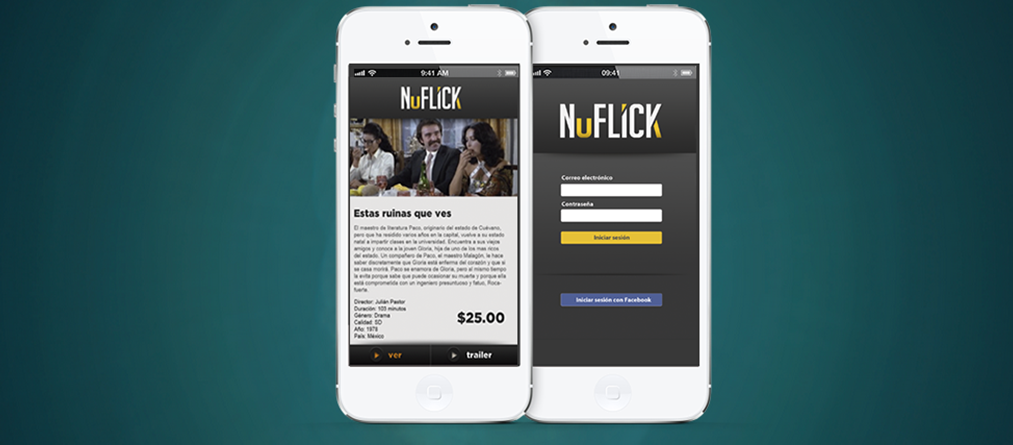 9:41 AM
NuFLiCK
Estas ruinas que ves
El maestro de literatura Paco, originario del estado de Cuévano,
pero que ha residido varios años en la capital, vuelve a su estado
natal a impartir clases en la universidad. Encuentra a sus viejos
amigos y conoce a la joven Gloria, hija de uno de los mas ricos
del estado. Un compañero de Paco, el maestro Malagón, le hace
saber discretamente que Gloria está enferma del corazón y que si
se casa morirá. Paco se enamora de Gloria, pero al mismo tiempo
la evita porque sabe que puede ocasionar su muerte y porque ella
está comprometida con un ingeniero presuntuoso y fatuo, Roca-
fuerte.
Director: Julián Pastor
Duración: 103 minutos
Género: Drama
Calidad: SD
Año: 1978
País: México
$25.00
ver
trailer
09:41
NuFLiCK
Correo electrónico
Contraseña
Iniciar sesión
Iniciar sesión con Facebook